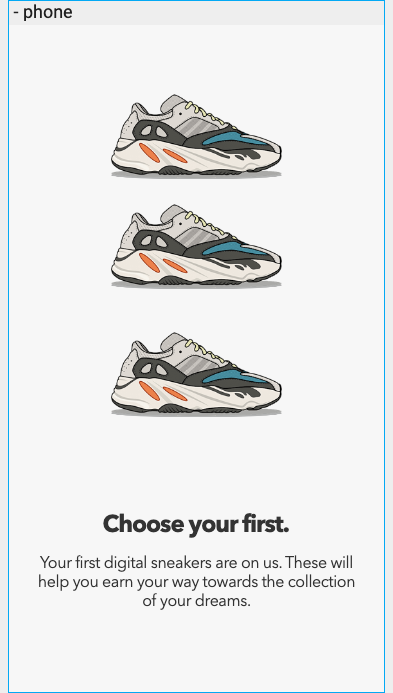 - phone
Choose your first.
Your first digital sneakers are on us. These will
help you earn your way towards the collection
of your dreams.